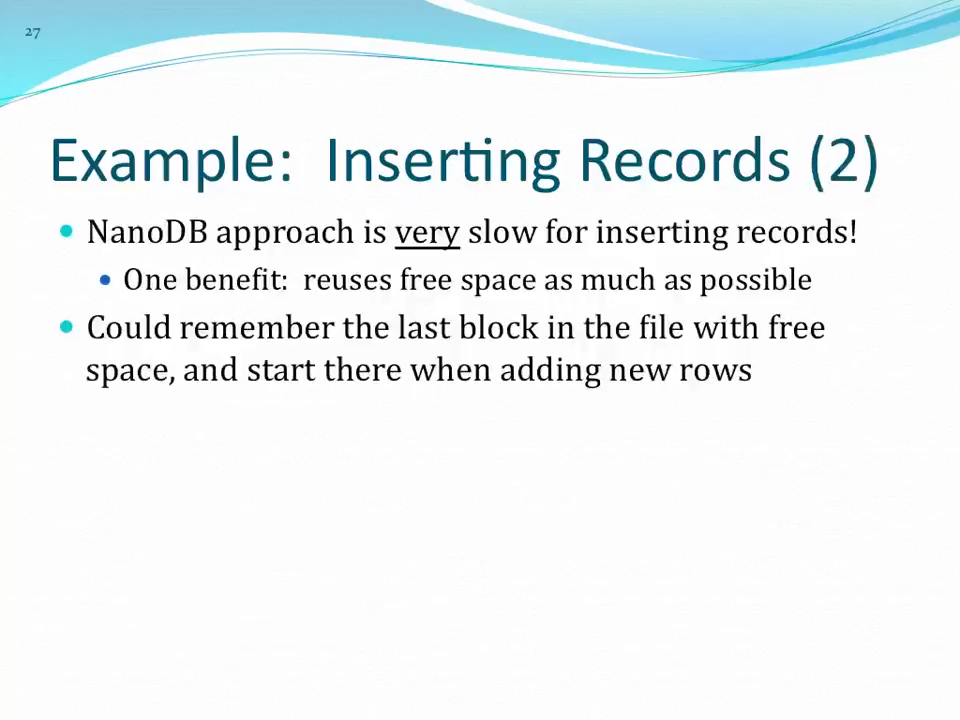 27
Example:  Inserting Records (2)
NanoDB approach is very slow for inserting records!
One benefit:  reuses free space as much as possible
Could remember the last block in the file with free
space, and start there when adding new rows